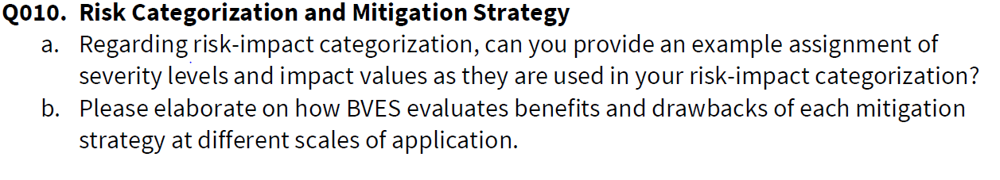 Q010. Risk Categorization and Mitigation Strategy
a. Regarding risk-impact categorization, can you provide an example assignment of
severity levels and impact values as they are used in your risk-impact categorization?
b. Please elaborate on how BVES evaluates benefits and drawbacks of each mitigation
strategy at different scales of application.